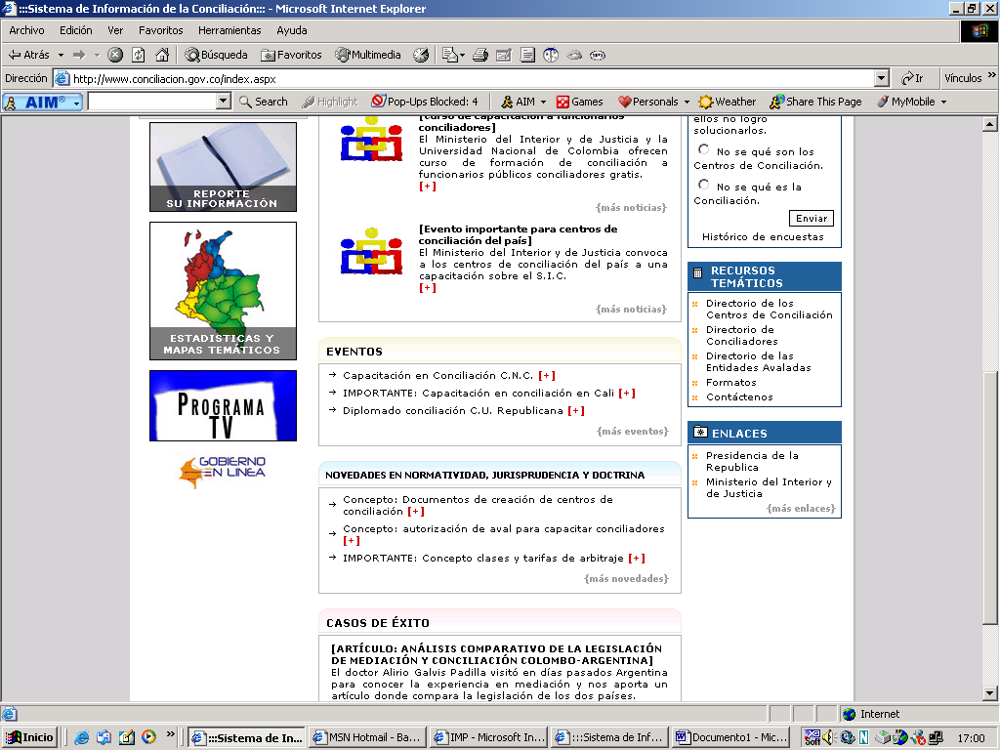 :::Sistema de Información de la Conciliación::: - Microsoft Internet Explorer
Archivo Edición Ver Favoritos Herramientas Ayuda
Atrás Búsqueda Favoritos Multimedia
Dirección http://www.conciliacion.gov.co/index.aspx Ir Vínculos »
AIM® Search Highlight Pop-Ups Blocked: 4 AIM Games Personals Weather Share This Page MyMobile
REPORTE
SU INFORMACIÓN
ESTADISTICAS Y
MAPAS TEMÁTICOS
PROGRAMA
TV
GOBIERNO
EN LINEA
[curso de capacitación a funcionarios
conciliadores]
El Ministerio del Interior y de Justicia y la
Universidad Nacional de Colombia ofrecen
curso de formación de conciliación a
funcionarios públicos conciliadores gratis.
[+]
{más noticias}
[Evento importante para centros de
conciliación del país]
El Ministerio del Interior y de Justicia convoca
a los centros de conciliación del país a una
capacitación sobre el S.I.C.
[+]
{más noticias}
EVENTOS
Capacitación en Conciliación C.N.C. [+]
IMPORTANTE: Capacitación en conciliación en Cali [+]
Diplomado conciliación C.U. Republicana [+]
{más eventos}
NOVEDADES EN NORMATIVIDAD, JURISPRUDENCIA Y DOCTRINA
Concepto: Documentos de creación de centros de
conciliación [+]
Concepto: autorización de aval para capacitar conciliadores
[+]
IMPORTANTE: Concepto clases y tarifas de arbitraje [+]
{más novedades}
CASOS DE ÉXITO
[ARTÍCULO: ANÁLISIS COMPARATIVO DE LA LEGISLACIÓN
DE MEDIACIÓN Y CONCILIACIÓN COLOMBO-ARGENTINA]
El doctor Alirio Galvis Padilla visitó en días pasados Argentina
para conocer la experiencia en mediación y nos aporta un
artículo donde compara la legislación de los dos países.
ellos no logro
solucionarlos.
No se qué son los
Centros de Conciliación.
No se qué es la
Conciliación.
Enviar
Histórico de encuestas
RECURSOS
TEMÁTICOS
Directorio de los
Centros de Conciliación
Directorio de
Conciliadores
Directorio de las
Entidades Avaladas
Formatos
Contáctenos
ENLACES
Presidencia de la
Republica
Ministerio del Interior y
de Justicia
{más enlaces}
Internet
Inicio » :::Sistema de In... MSN Hotmail - Ba... IMP - Microsoft In... :::Sistema de Inf... Documento1 - Mic... 17:00